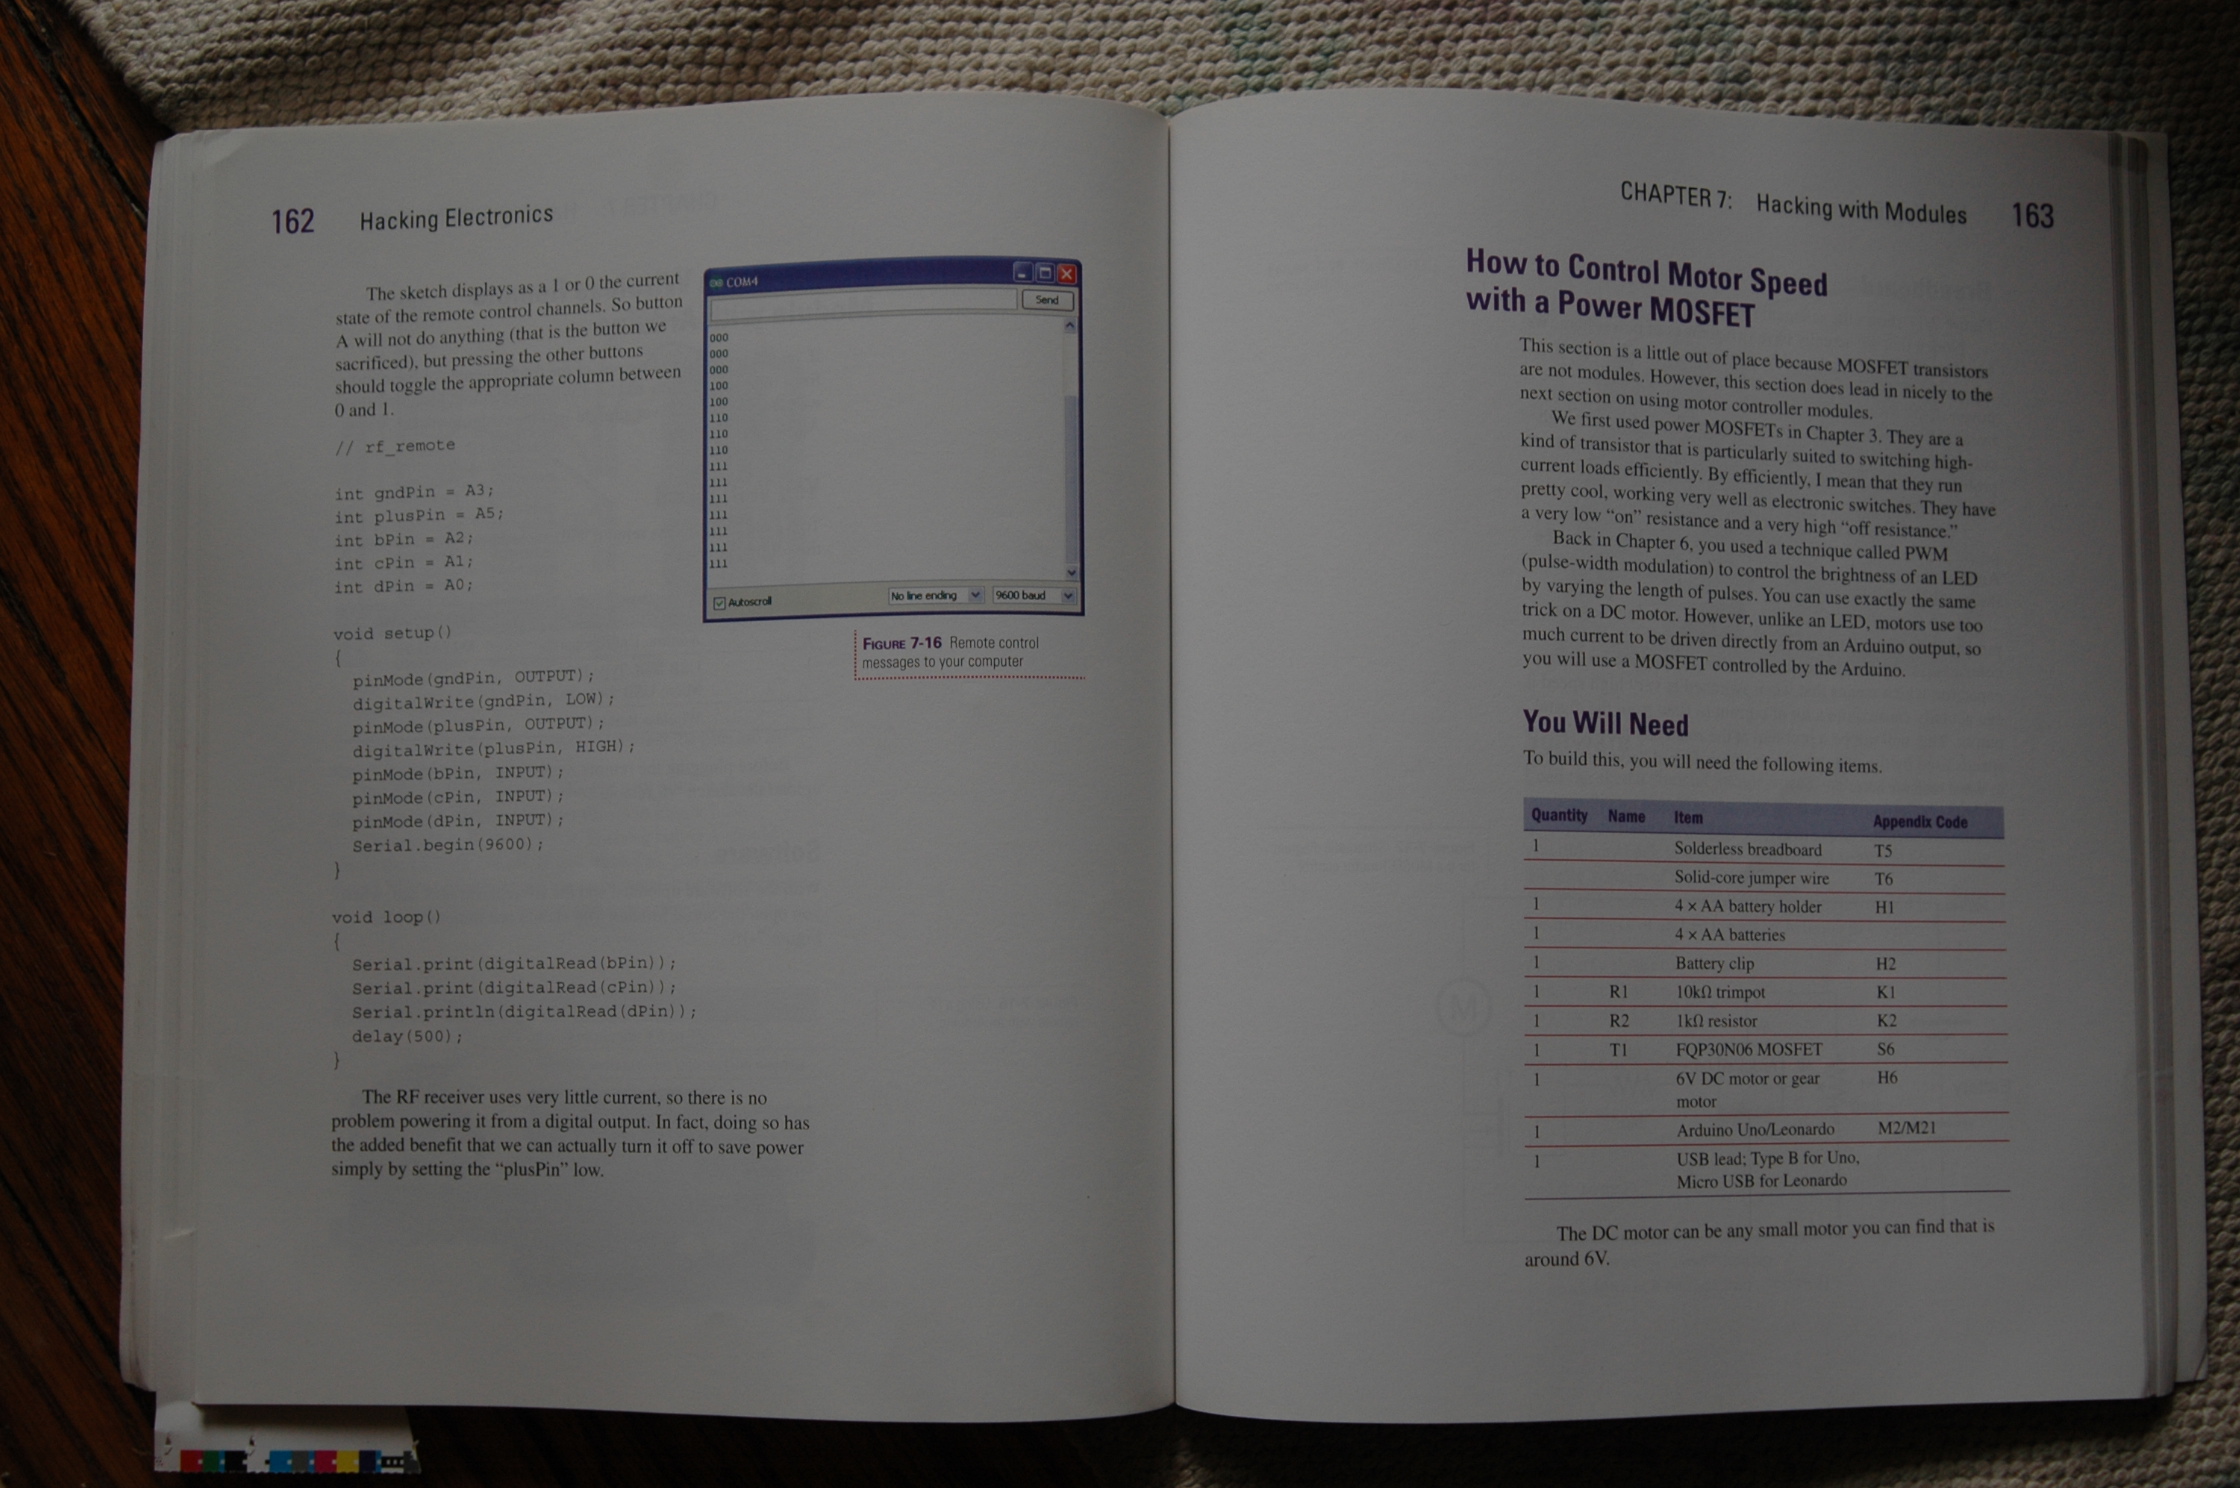 162 Hacking Electronics
The sketch displays as a 1 or 0 the current
state of the remote control channels. So button
A will not do anything (that is the button we
sacrificed), but pressing the other buttons
should toggle the appropriate column between
0 and 1.
// rf_remote
int gndPin = A3;
int plusPin = A5;
int bPin = A2;
int cPin = A1;
int dPin = A0;
void setup()
{
pinMode(gndPin, OUTPUT);
digitalWrite(gndPin, LOW);
pinMode(plusPin, OUTPUT);
digitalWrite(plusPin, HIGH);
pinMode(bPin, INPUT);
pinMode(cPin, INPUT);
pinMode(dPin, INPUT);
Serial.begin(9600);
}
void loop()
{
Serial.print(digitalRead(bPin));
Serial.print(digitalRead(cPin));
Serial.println(digitalRead(dPin));
delay(500);
}
The RF receiver uses very little current, so there is no
problem powering it from a digital output. In fact, doing so has
the added benefit that we can actually turn it off to save power
simply by setting the “plusPin” low.
COM4
Send
000
000
000
100
100
110
110
110
111
111
111
111
111
111
111
Autoscroll No line ending 9600 baud
FIGURE 7-16 Remote control
messages to your computer
CHAPTER 7: Hacking with Modules 163
How to Control Motor Speed
with a Power MOSFET
This section is a little out of place because MOSFET transistors
are not modules. However, this section does lead in nicely to the
next section on using motor controller modules.
We first used power MOSFETs in Chapter 3. They are a
kind of transistor that is particularly suited to switching high-
current loads efficiently. By efficiently, I mean that they run
pretty cool, working very well as electronic switches. They have
a very low “on” resistance and a very high “off resistance.”
Back in Chapter 6, you used a technique called PWM
(pulse-width modulation) to control the brightness of an LED
by varying the length of pulses. You can use exactly the same
trick on a DC motor. However, unlike an LED, motors use too
much current to be driven directly from an Arduino output, so
you will use a MOSFET controlled by the Arduino.
You Will Need
To build this, you will need the following items.
Quantity Name Item Appendix Code
1 Solderless breadboard T5
Solid-core jumper wire T6
1 4 × AA battery holder H1
1 4 × AA batteries
1 Battery clip H2
1 R1 10kΩ trimpot K1
1 R2 1kΩ resistor K2
1 T1 FQP30N06 MOSFET S6
1 6V DC motor or gear H6
motor
1 Arduino Uno/Leonardo M2/M21
1 USB lead; Type B for Uno,
Micro USB for Leonardo
The DC motor can be any small motor you can find that is
around 6V.